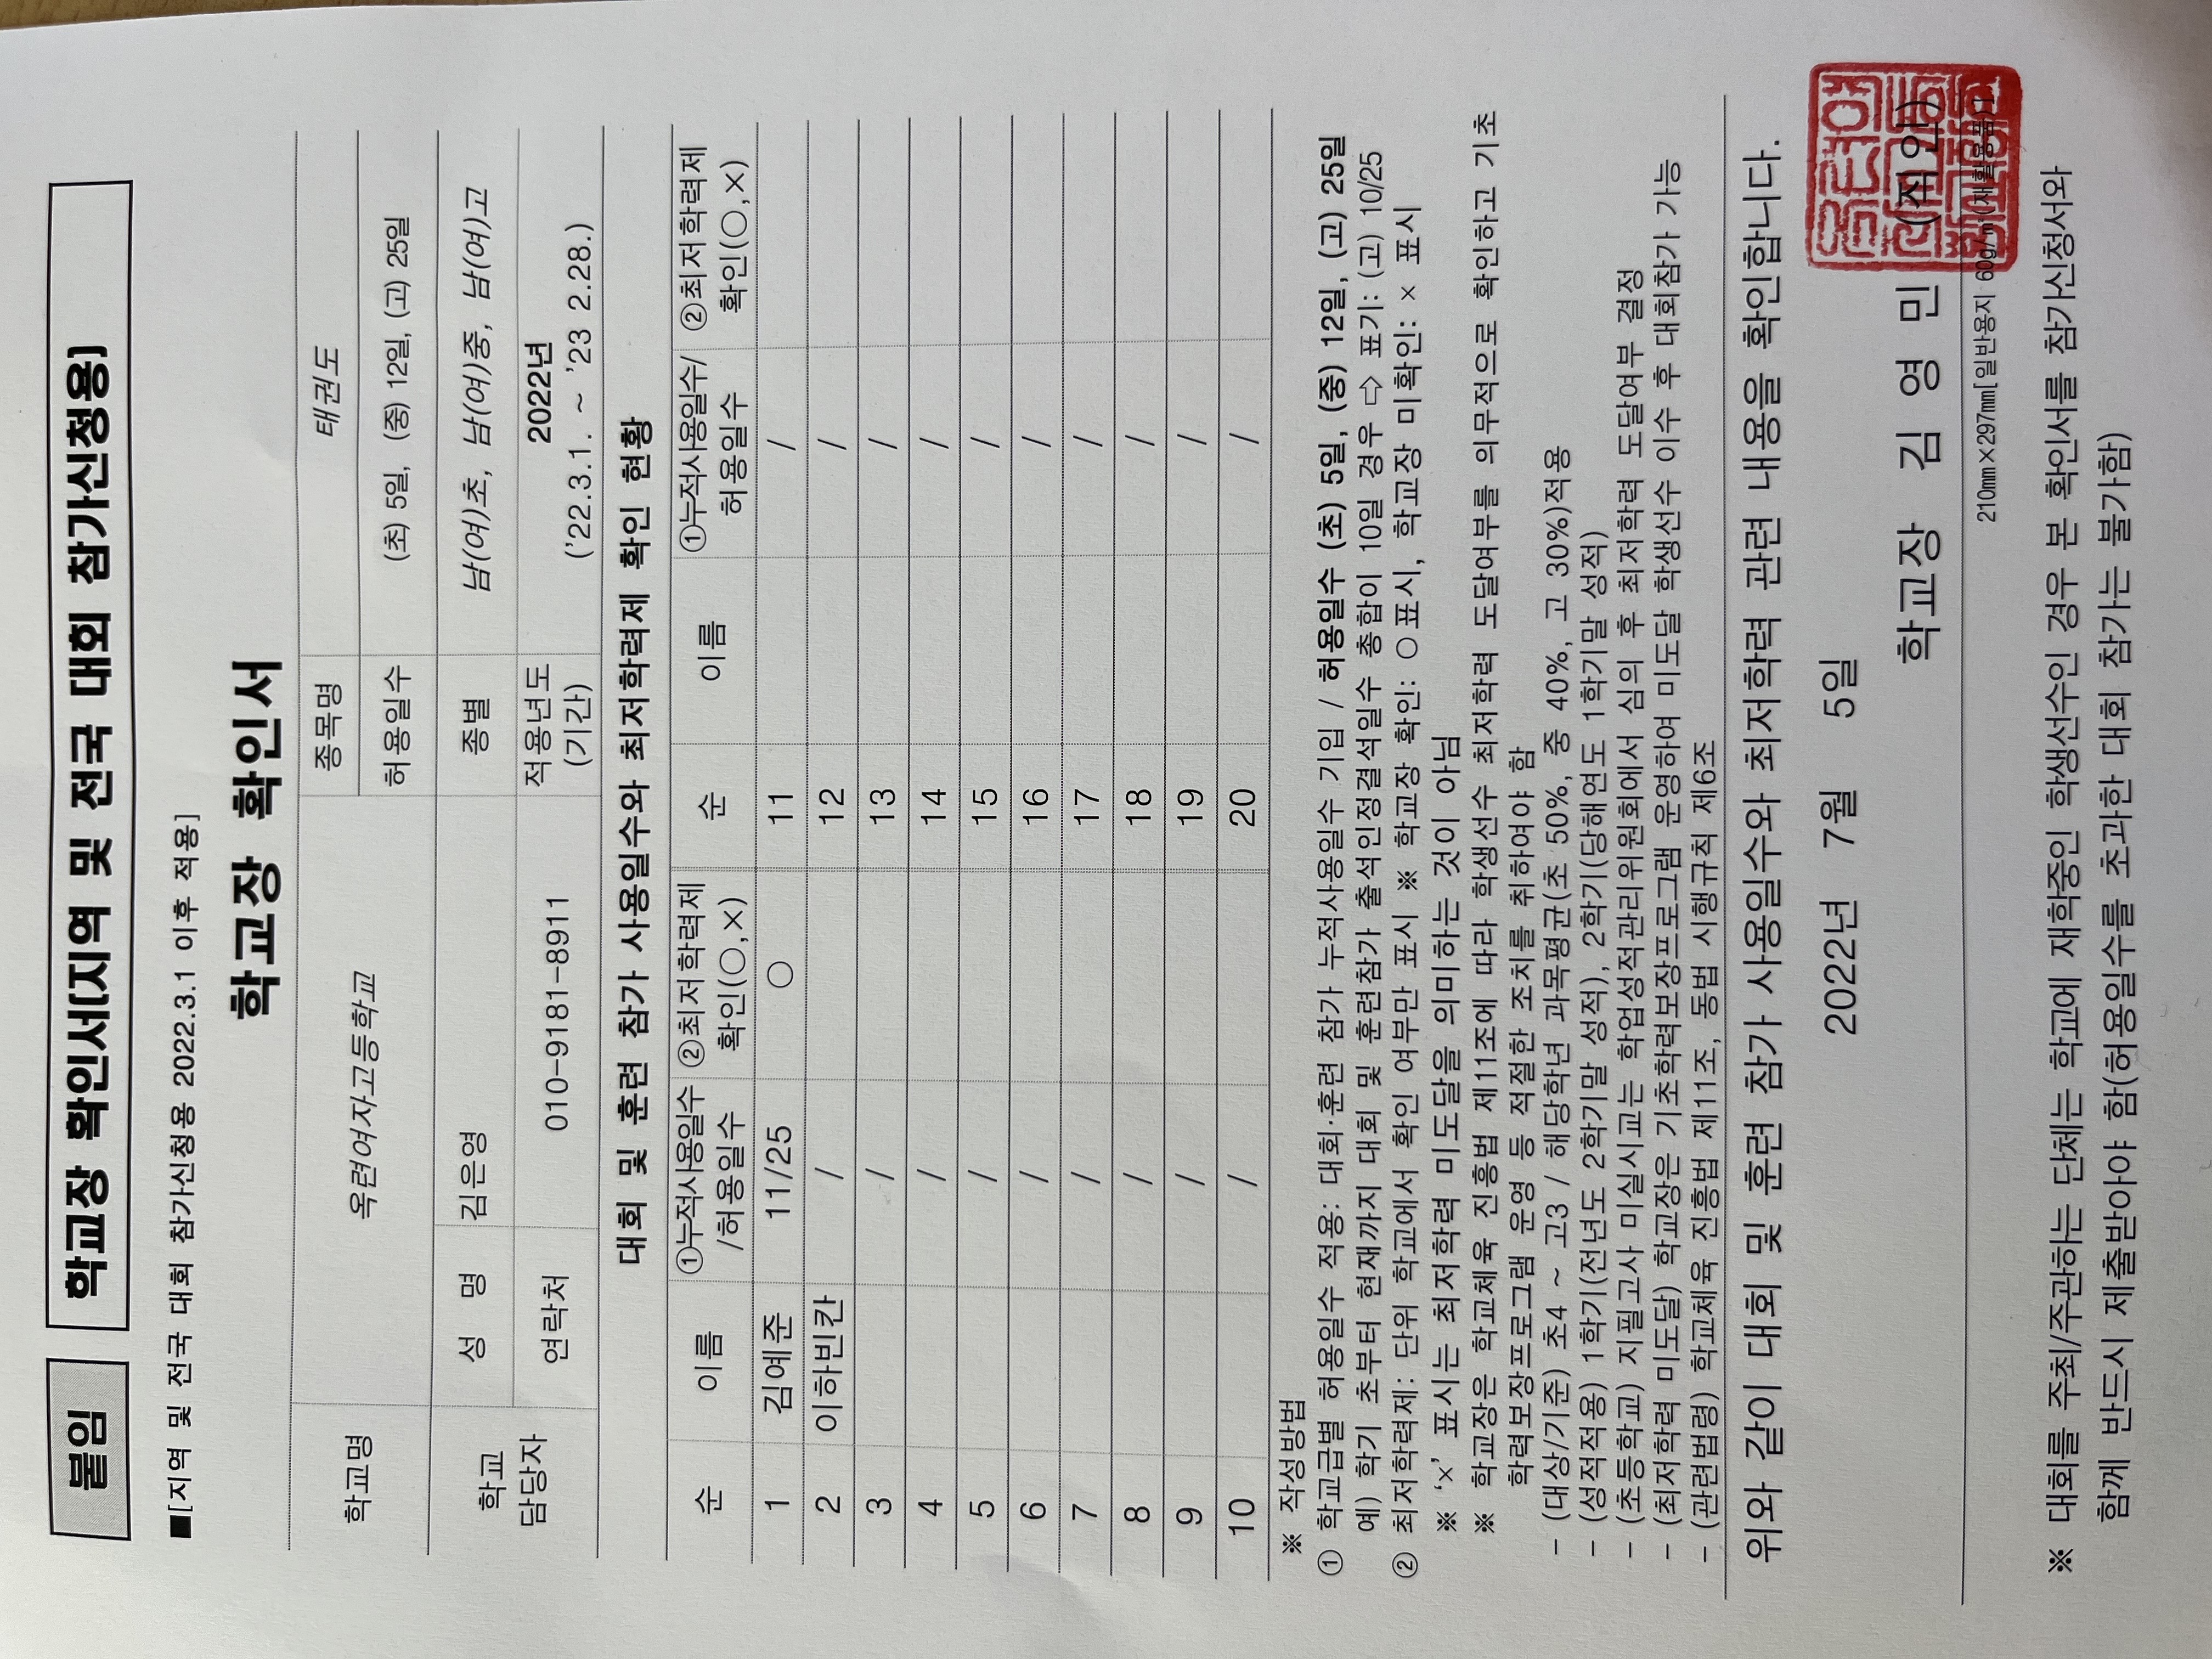 붙임
학교장 확인서(지역 및 전국 대회 참가신청용)
■[지역 및 전국 대회 참가신청용 2022.3.1 이후 적용]
학교장 확인서
학교명 옥련여자고등학교 종목명 태권도
허용일수 (초) 5일, (중) 12일, (고) 25일
학교 담당자 성 명 김은영 종별 남(여)초, 남(여)중, 남(여)고
연락처 010-9181-8911 적용년도 (기간) 2022년
('22.3.1. ~ '23 2.28.)
대회 및 훈련 참가 사용일수와 최저학력제 확인 현황
순 이름 ①누적사용일수 /허용일수 ②최저학력제 확인(○,×) 순 이름 ①누적사용일수/ 허용일수 ②최저학력제 확인(○,×)
1 김예준 11/25 ○ 11 /
2 이하빈칸 / 12 /
3 / 13 /
4 / 14 /
5 / 15 /
6 / 16 /
7 / 17 /
8 / 18 /
9 / 19 /
10 / 20 /
※ 작성방법
① 학교급별 허용일수 적용: 대회·훈련 참가 누적사용일수 기입 / 허용일수 (초) 5일, (중) 12일, (고) 25일
예) 학기 초부터 현재까지 대회 및 훈련참가 출석인정결석일수 총합이 10일 경우 ⇨ 표기: (고) 10/25
② 최저학력제: 단위 학교에서 확인 여부만 표시 ※ 학교장 확인: ○표시, 학교장 미확인: × 표시
※ '×' 표시는 최저학력 미도달을 의미하는 것이 아님
※ 학교장은 학교체육 진흥법 제11조에 따라 학생선수 최저학력 도달여부를 의무적으로 확인하고 기초
학력보장프로그램 운영 등 적절한 조치를 취하여야 함
- (대상/기준) 초4 ~ 고3 / 해당학년 과목평균(초 50%, 중 40%, 고 30%)적용
- (성적적용) 1학기(전년도 2학기말 성적), 2학기(당해연도 1학기말 성적)
- (초등학교) 지필고사 미실시교는 학업성적관리위원회에서 심의 후 최저학력 도달여부 결정
- (최저학력 미도달) 학교장은 기초학력보장프로그램 운영하여 미도달 학생선수 이수 후 대회참가 가능
- (관련법령) 학교체육 진흥법 제11조, 동법 시행규칙 제6조
위와 같이 대회 및 훈련 참가 사용일수와 최저학력 관련 내용을 확인합니다.
2022년 7월 5일
학교장 김 영 민 (직인)
210mm×297mm[일반용지 60g/㎡(재활용품)]
※ 대회를 주최/주관하는 단체는 학교에 재학중인 학생선수인 경우 본 확인서를 참가신청서와
함께 반드시 제출받아야 함(허용일수를 초과한 대회 참가는 불가함)